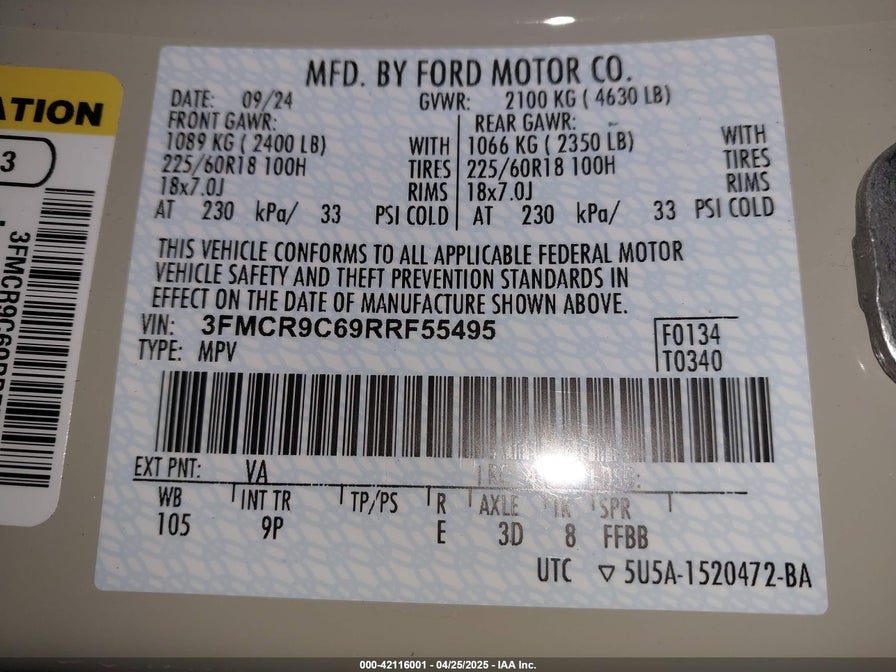 ATION
3
3FMCR9C69RR
MFD. BY FORD MOTOR CO.
DATE: 09/24 GVWR: 2100 KG ( 4630 LB)
FRONT GAWR: REAR GAWR:
1089 KG ( 2400 LB) WITH 1066 KG ( 2350 LB) WITH
225/60R18 100H TIRES 225/60R18 100H TIRES
18x7.0J RIMS 18x7.0J RIMS
AT 230 kPa/ 33 PSI COLD AT 230 kPa/ 33 PSI COLD
THIS VEHICLE CONFORMS TO ALL APPLICABLE FEDERAL MOTOR
VEHICLE SAFETY AND THEFT PREVENTION STANDARDS IN
EFFECT ON THE DATE OF MANUFACTURE SHOWN ABOVE.
VIN: 3FMCR9C69RRF55495
TYPE: MPV
F0134
T0340
EXT PNT: VA
WB INT TR TP/PS R AXLE TR SPR
105 9P E 3D 8 FFBB
UTC ▽ 5U5A-1520472-BA
000-42116001 - 04/25/2025 - IAA Inc.